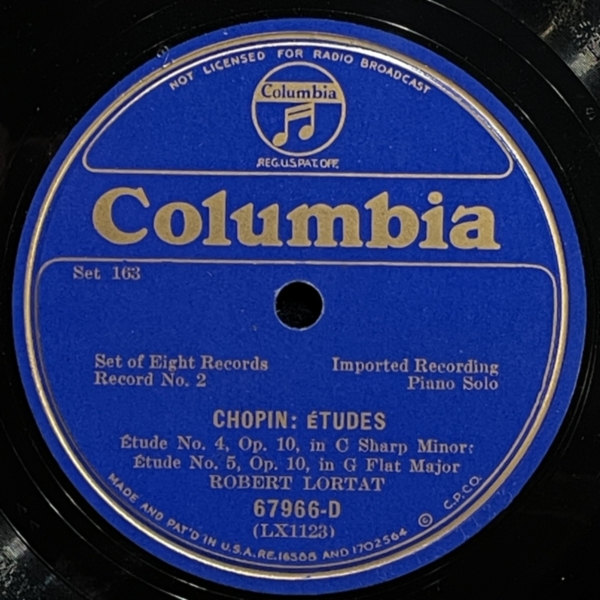 NOT LICENSED FOR RADIO BROADCAST
Columbia
REG.U.S.PAT.OFF.
Columbia
Set 163
Set of Eight Records
Record No. 2
Imported Recording
Piano Solo
CHOPIN: ÉTUDES
Étude No. 4, Op. 10, in C Sharp Minor;
Étude No. 5, Op. 10, in G Flat Major
ROBERT LORTAT
67966-D
(LX1123)
MADE AND PAT'D IN U.S.A. RE. 16588 AND 1702564 © C.P.CO.